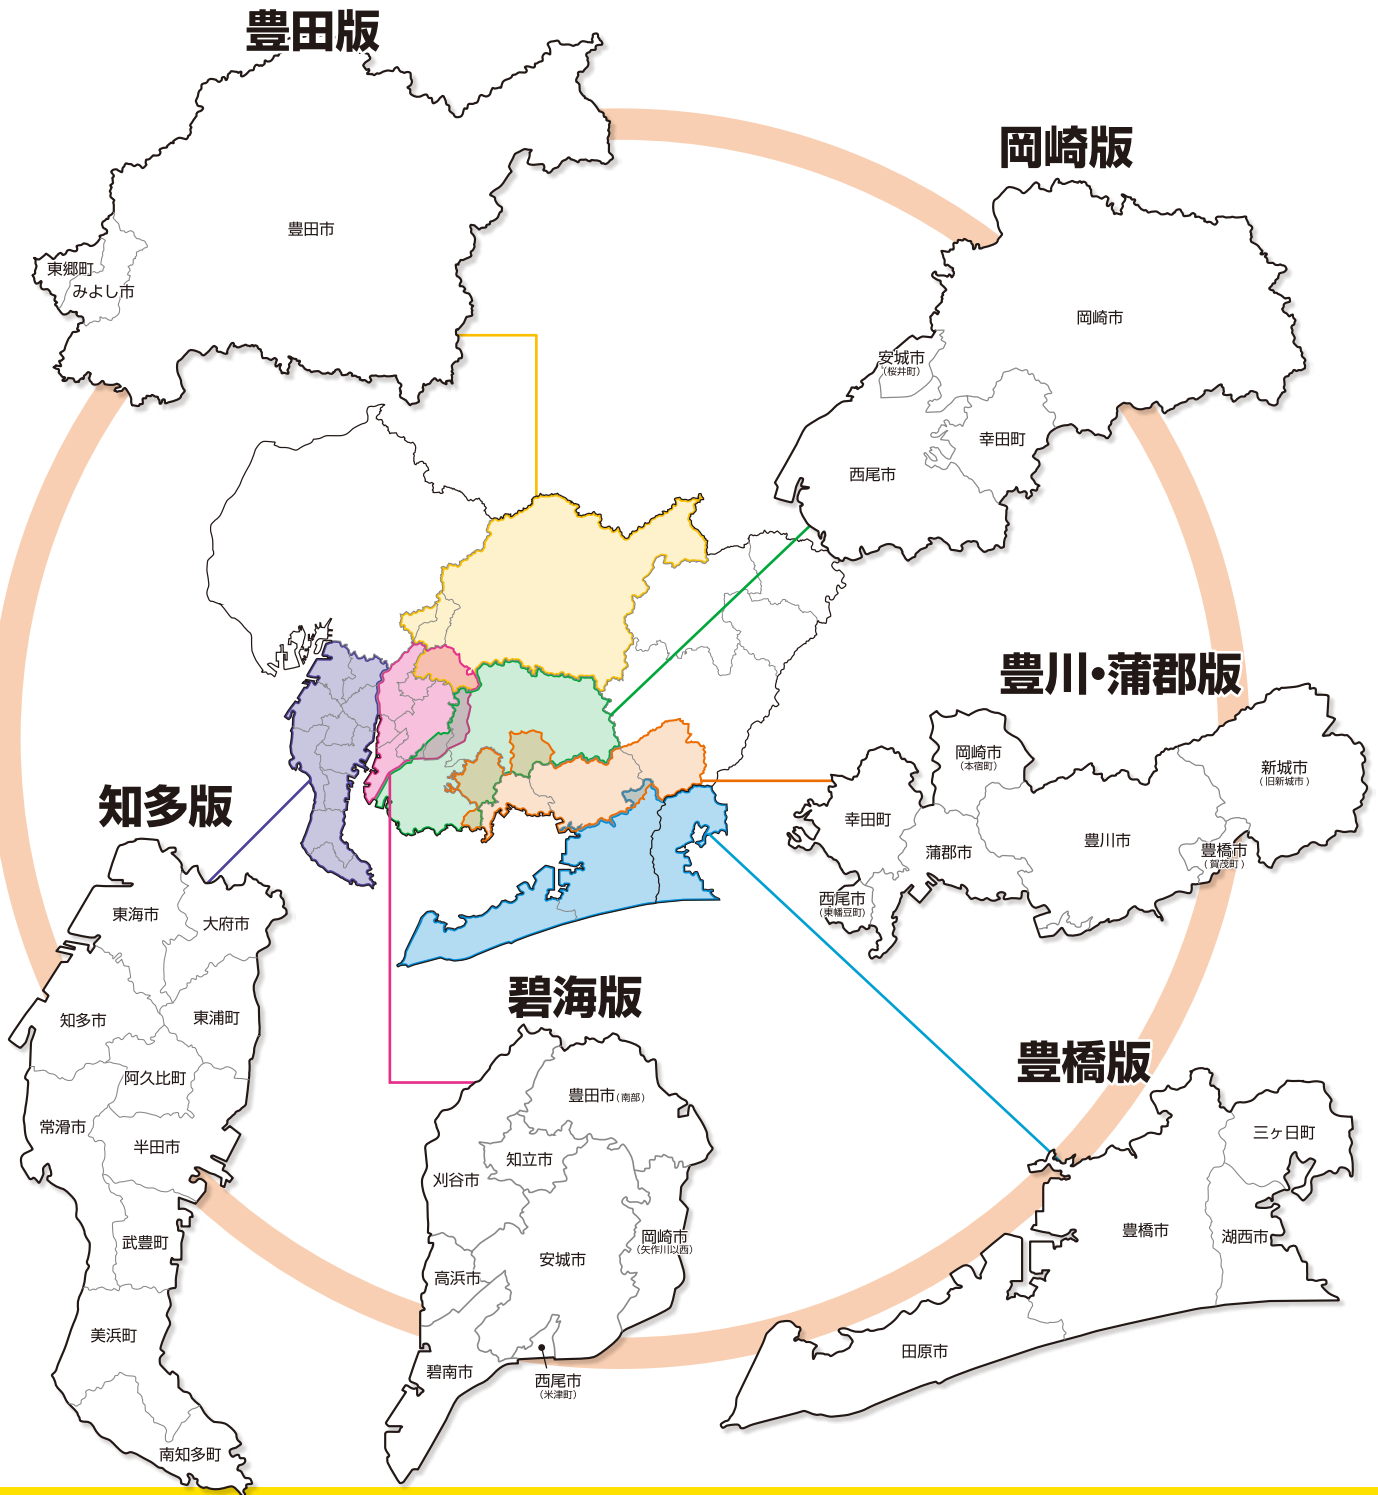 豊田版
豊田市
東郷町
みよし市
岡崎版
岡崎市
安城市
(桜井町)
幸田町
西尾市
豊川・蒲郡版
岡崎市
(本宿町)
新城市
(旧新城市)
幸田町
蒲郡市
豊川市
豊橋市
(賀茂町)
西尾市
(東幡豆町)
知多版
東海市
大府市
知多市
東浦町
阿久比町
常滑市
半田市
武豊町
美浜町
南知多町
碧海版
豊田市(南部)
知立市
刈谷市
岡崎市
(矢作川以西)
安城市
高浜市
碧南市
西尾市
(米津町)
豊橋版
三ヶ日町
豊橋市
湖西市
田原市